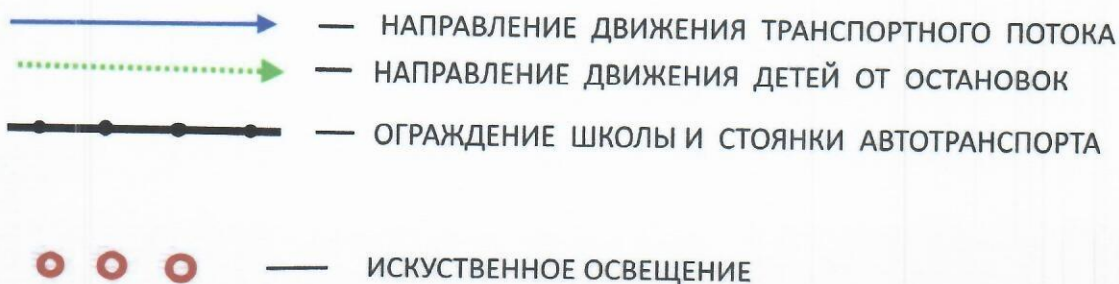 — НАПРАВЛЕНИЕ ДВИЖЕНИЯ ТРАНСПОРТНОГО ПОТОКА
— НАПРАВЛЕНИЕ ДВИЖЕНИЯ ДЕТЕЙ ОТ ОСТАНОВОК
— ОГРАЖДЕНИЕ ШКОЛЫ И СТОЯНКИ АВТОТРАНСПОРТА
— ИСКУСТВЕННОЕ ОСВЕЩЕНИЕ